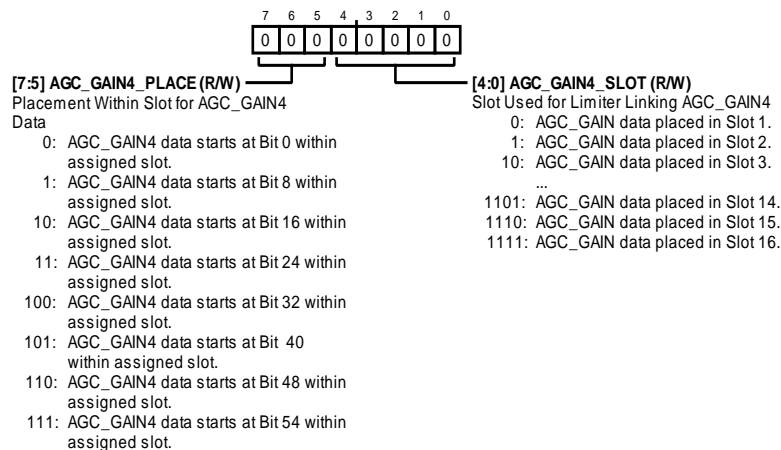 7 6 5 4 3 2 1 0
0 0 0 0 0 0 0 0
[7:5] AGC_GAIN4_PLACE (R/W)
Placement Within Slot for AGC_GAIN4
Data
0: AGC_GAIN4 data starts at Bit 0 within
assigned slot.
1: AGC_GAIN4 data starts at Bit 8 within
assigned slot.
10: AGC_GAIN4 data starts at Bit 16 within
assigned slot.
11: AGC_GAIN4 data starts at Bit 24 within
assigned slot.
100: AGC_GAIN4 data starts at Bit 32 within
assigned slot.
101: AGC_GAIN4 data starts at Bit 40
within assigned slot.
110: AGC_GAIN4 data starts at Bit 48 within
assigned slot.
111: AGC_GAIN4 data starts at Bit 54 within
assigned slot.
[4:0] AGC_GAIN4_SLOT (R/W)
Slot Used for Limiter Linking AGC_GAIN4
0: AGC_GAIN data placed in Slot 1.
1: AGC_GAIN data placed in Slot 2.
10: AGC_GAIN data placed in Slot 3.
...
1101: AGC_GAIN data placed in Slot 14.
1110: AGC_GAIN data placed in Slot 15.
1111: AGC_GAIN data placed in Slot 16.